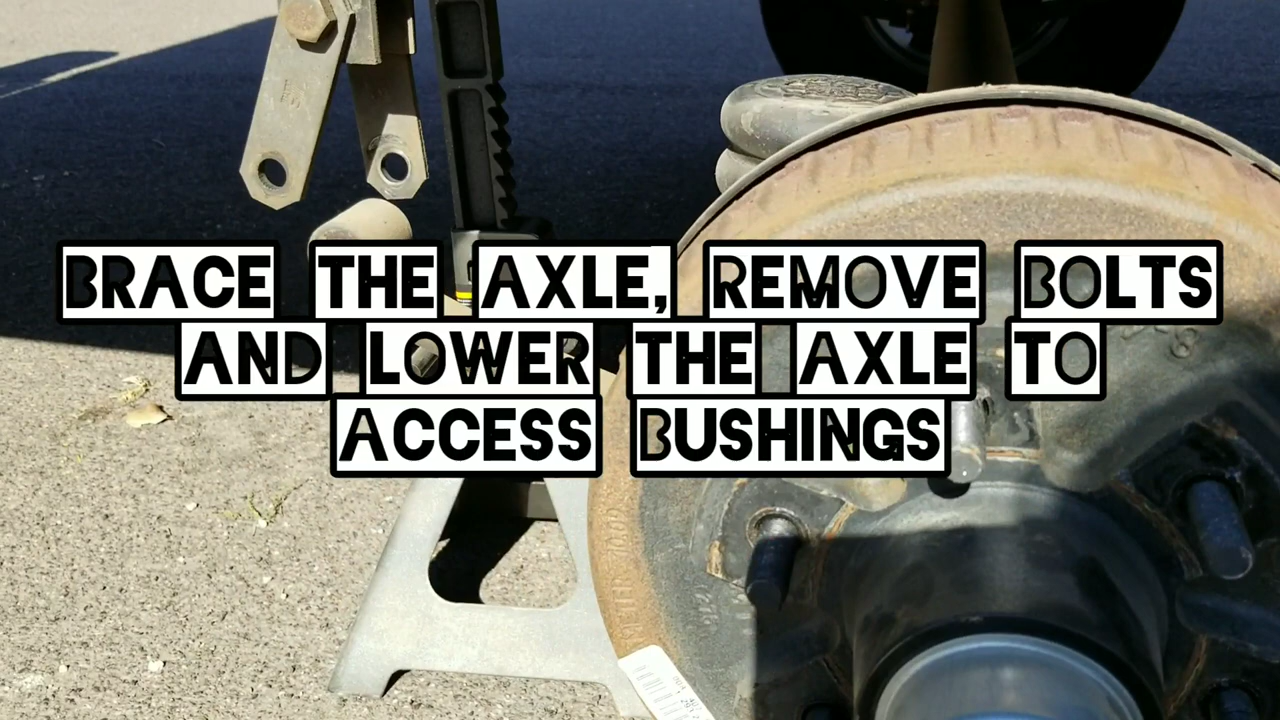 BRACE THE AXLE, REMOVE BOLTS
AND LOWER THE AXLE TO
ACCESS BUSHINGS